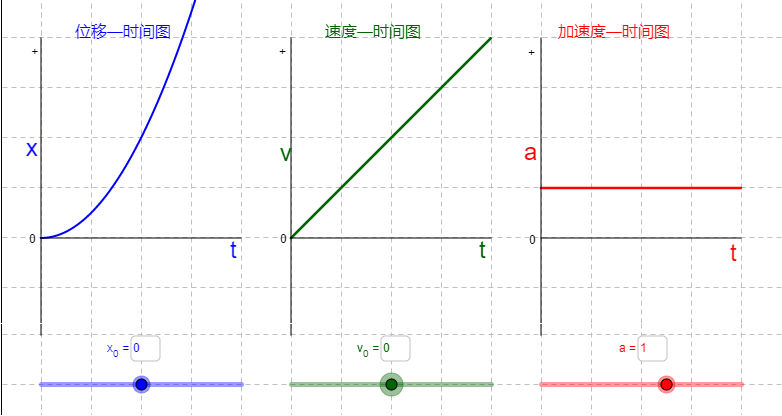 位移—时间图
速度—时间图
加速度—时间图
+
+
+
x
v
a
0
0
0
t
t
t
x₀ = 0
v₀ = 0
a = 1